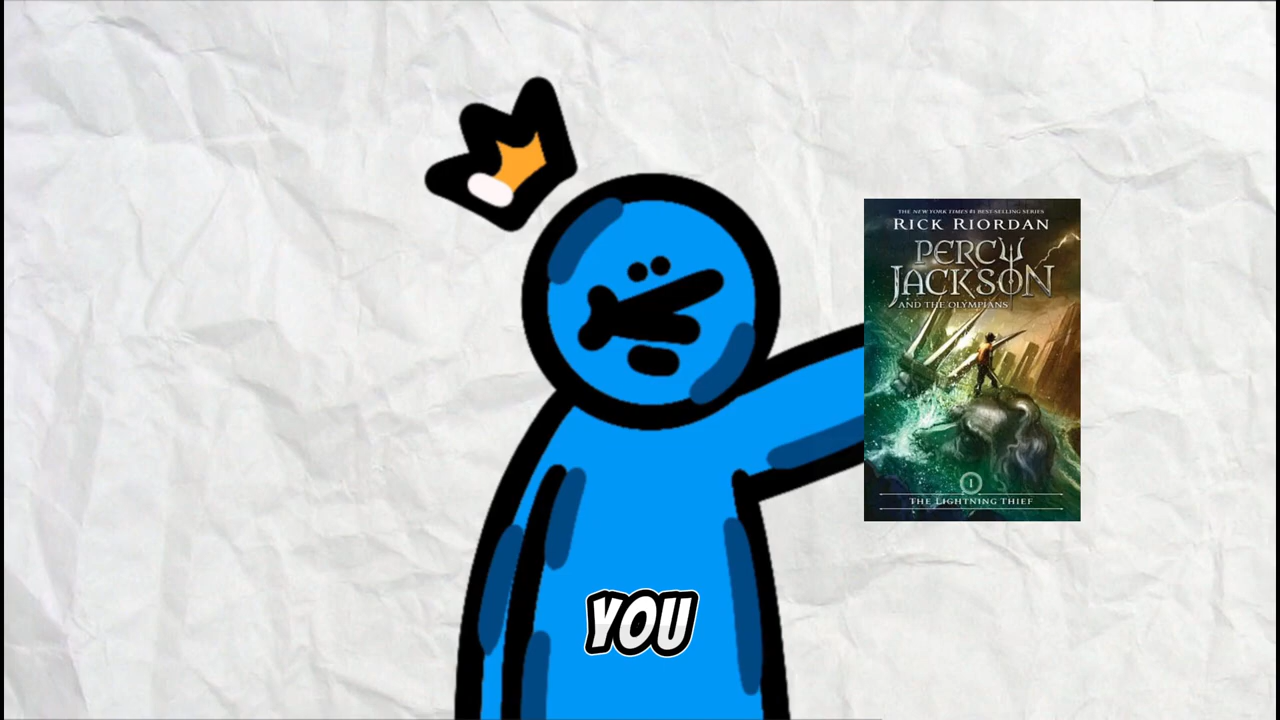 THE NEW YORK TIMES #1 BEST-SELLING SERIES
RICK RIORDAN
PERCY
JACKSON
AND THE OLYMPIANS
1
THE LIGHTNING THIEF
YOU